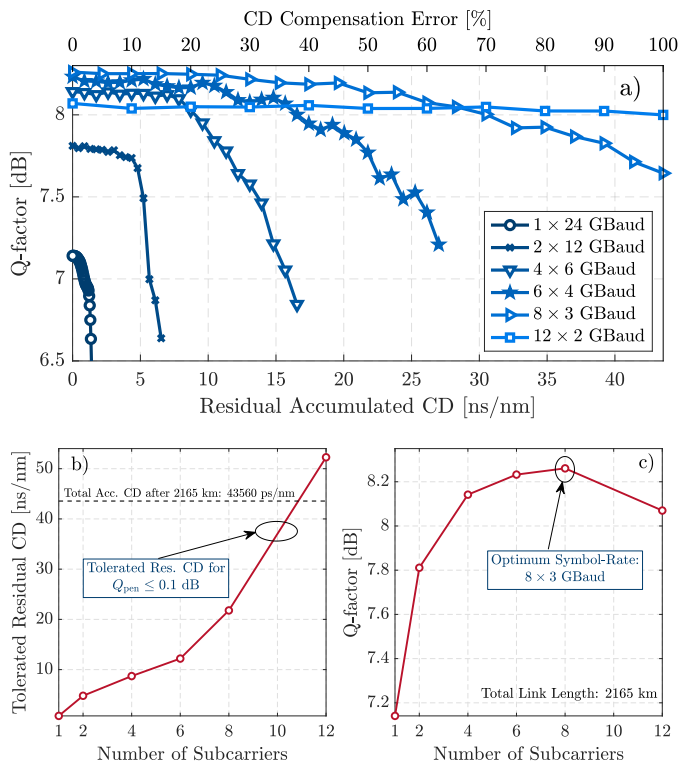 CD Compensation Error [%]
0 10 20 30 40 50 60 70 80 90 100
a)
Q-factor [dB]
8
7.5
7
6.5
1 × 24 GBaud
2 × 12 GBaud
4 × 6 GBaud
6 × 4 GBaud
8 × 3 GBaud
12 × 2 GBaud
0 5 10 15 20 25 30 35 40
Residual Accumulated CD [ns/nm]
b)
Tolerated Residual CD [ns/nm]
50
40
30
20
10
Total Acc. CD after 2165 km: 43560 ps/nm
Tolerated Res. CD for
Qpen ≤ 0.1 dB
1 2 4 6 8 10 12
Number of Subcarriers
c)
Q-factor [dB]
8.2
8
7.8
7.6
7.4
7.2
Optimum Symbol-Rate:
8 × 3 GBaud
Total Link Length: 2165 km
1 2 4 6 8 10 12
Number of Subcarriers